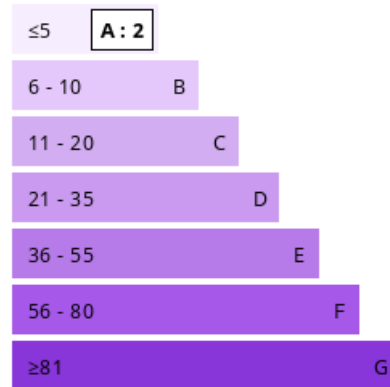 ≤5 A : 2
6 - 10 B
11 - 20 C
21 - 35 D
36 - 55 E
56 - 80 F
≥81 G